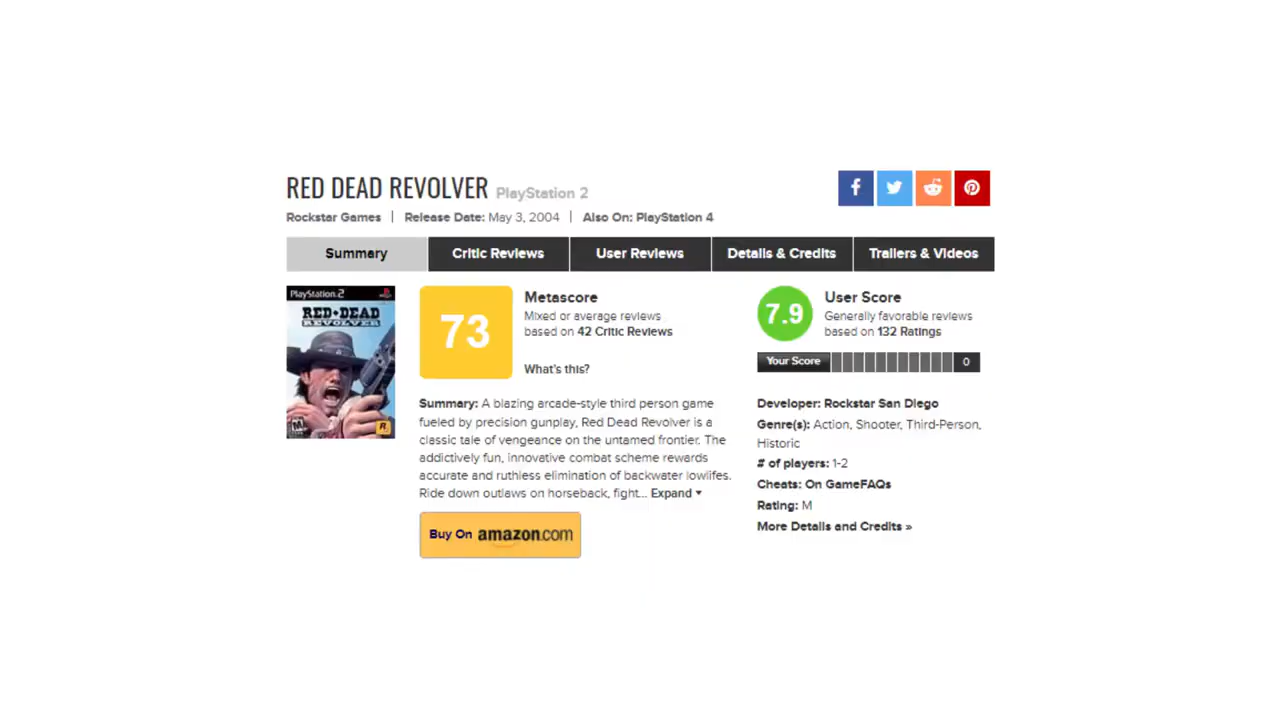 RED DEAD REVOLVER PlayStation 2
Rockstar Games | Release Date: May 3, 2004 | Also On: PlayStation 4
Summary
Critic Reviews
User Reviews
Details & Credits
Trailers & Videos
PlayStation 2
RED DEAD
REVOLVER
M
R
73
Metascore
Mixed or average reviews
based on 42 Critic Reviews
What's this?
Summary: A blazing arcade-style third person game
fueled by precision gunplay, Red Dead Revolver is a
classic tale of vengeance on the untamed frontier. The
addictively fun, innovative combat scheme rewards
accurate and ruthless elimination of backwater lowlifes.
Ride down outlaws on horseback, fight... Expand
Buy On amazon.com
7.9
User Score
Generally favorable reviews
based on 132 Ratings
Your Score 0
Developer: Rockstar San Diego
Genre(s): Action, Shooter, Third-Person,
Historic
# of players: 1-2
Cheats: On GameFAQs
Rating: M
More Details and Credits »